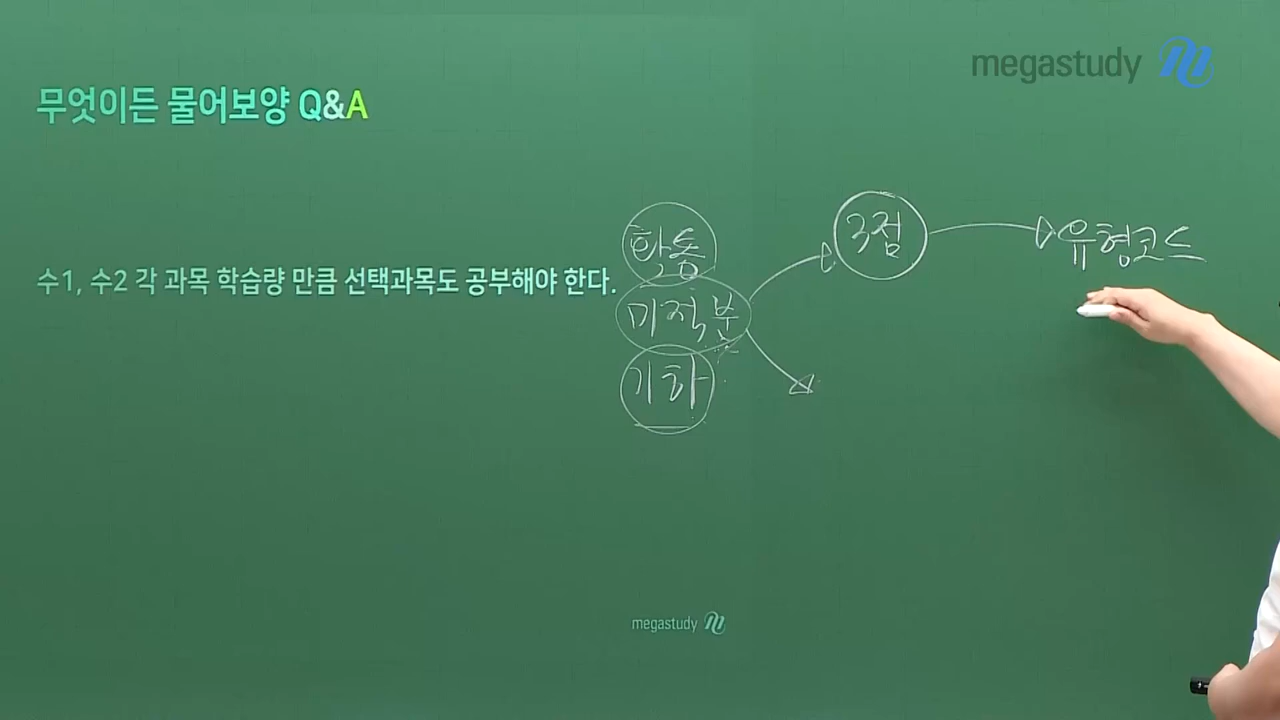 megastudy
무엇이든 물어보양 Q&A
수1, 수2 각 과목 학습량 만큼 선택과목도 공부해야 한다.
확통
미적분
기하
3점
유형코드
megastudy